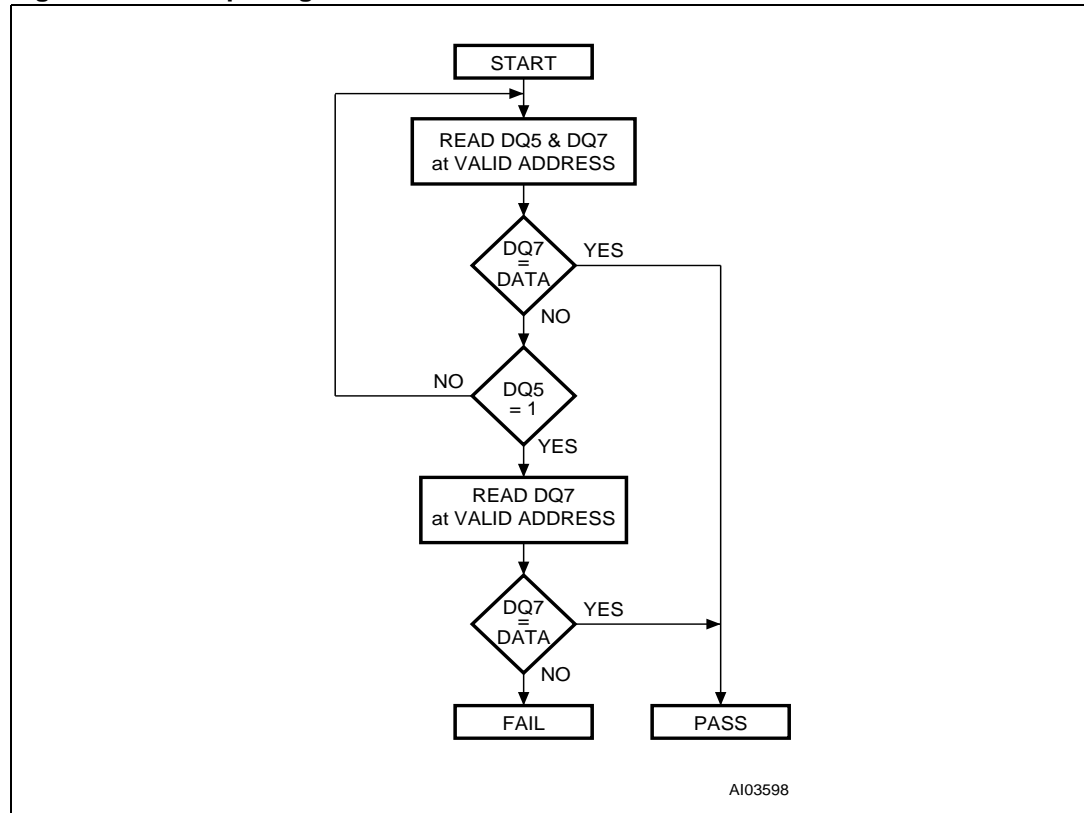 START
READ DQ5 & DQ7
at VALID ADDRESS
DQ7
=
DATA
YES
NO
NO
DQ5
= 1
YES
READ DQ7
at VALID ADDRESS
DQ7
=
DATA
YES
NO
FAIL
PASS
AI03598